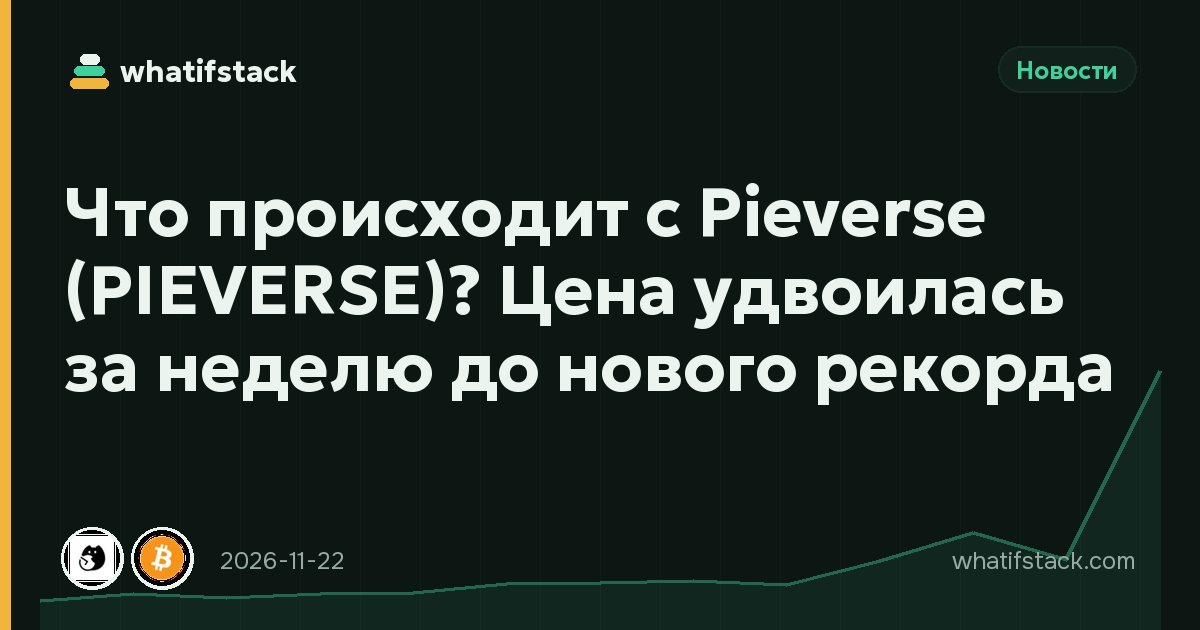 whatifstack
Новости
Что происходит с Pieverse
(PIEVERSE)? Цена удвоилась
за неделю до нового рекорда
2026-11-22
whatifstack.com